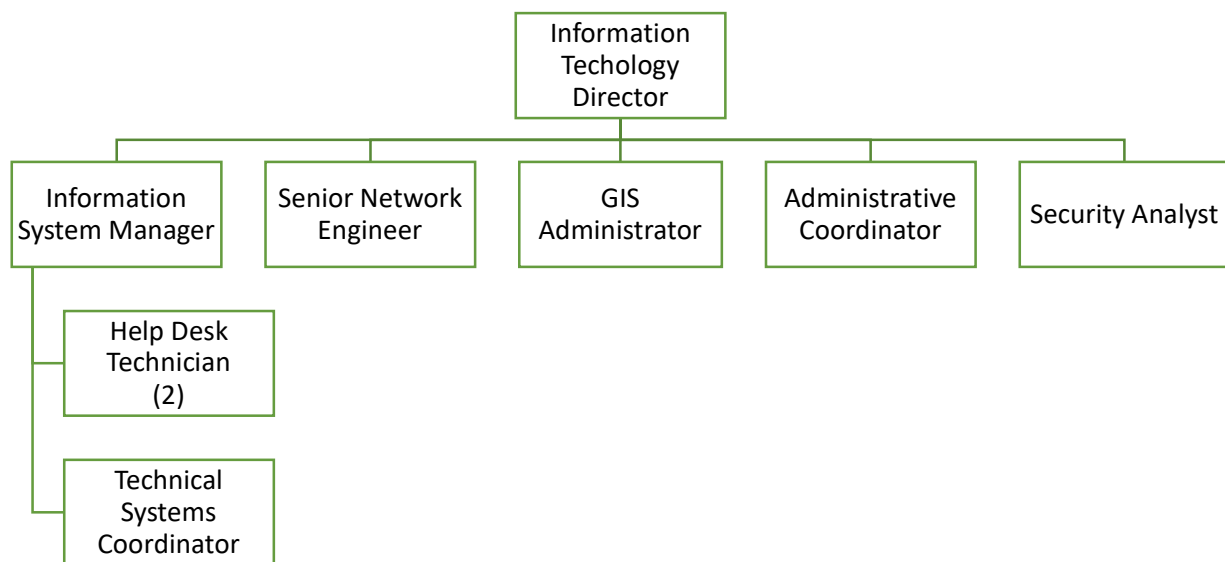 Information
Techology
Director
Information
System Manager
Senior Network
Engineer
GIS
Administrator
Administrative
Coordinator
Security Analyst
Help Desk
Technician
(2)
Technical
Systems
Coordinator